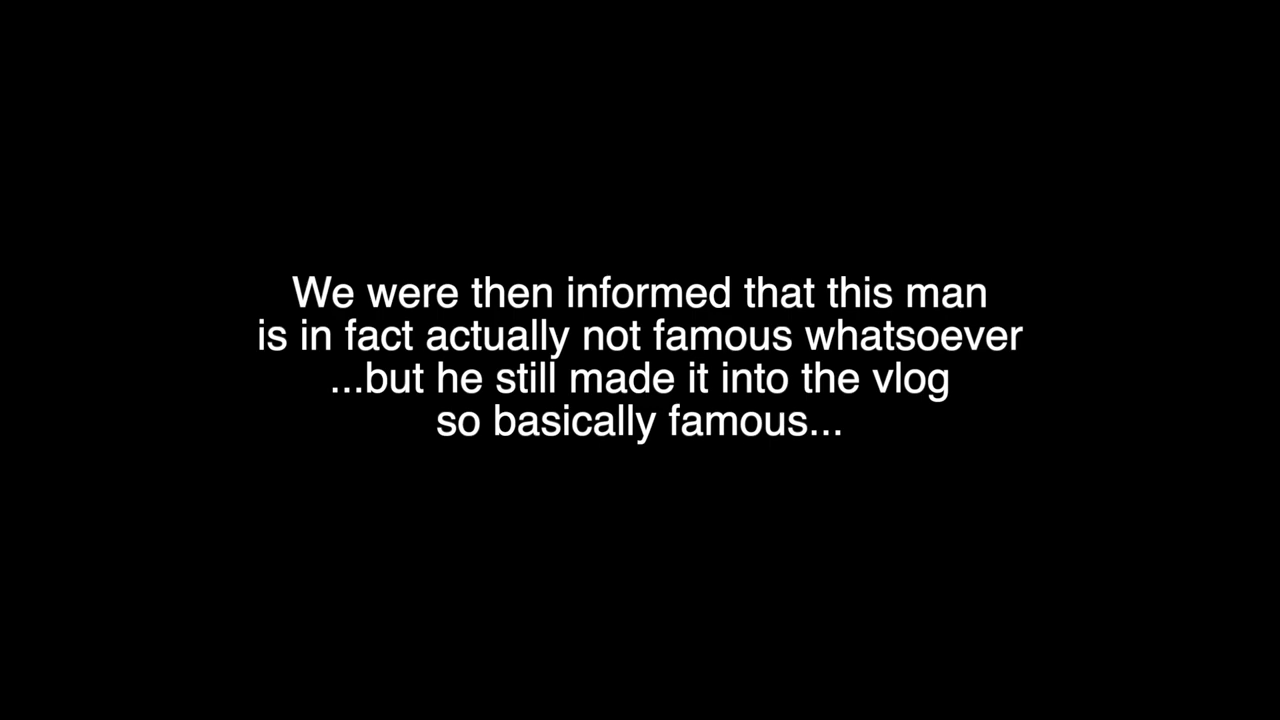 We were then informed that this man
is in fact actually not famous whatsoever
...but he still made it into the vlog
so basically famous...